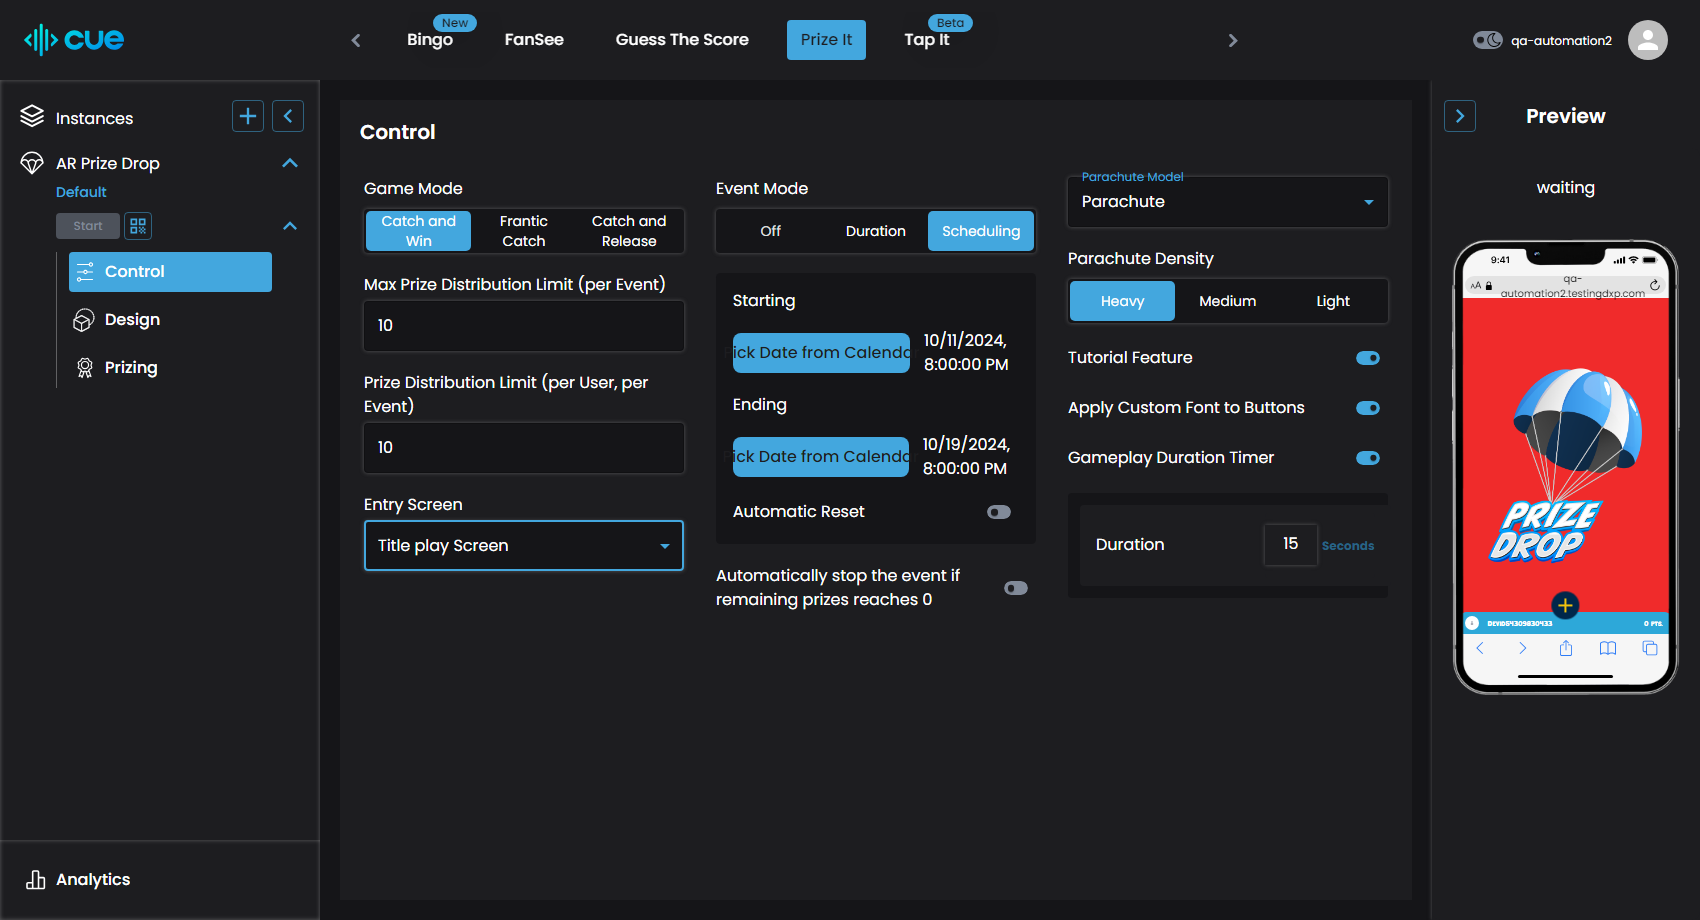 cue
Bingo
New
FanSee
Guess The Score
Prize It
Tap It
Beta
qa-automation2
Instances
AR Prize Drop
Default
Start
Control
Design
Prizing
Analytics
Control
Game Mode
Catch and Win
Frantic Catch
Catch and Release
Max Prize Distribution Limit (per Event)
10
Prize Distribution Limit (per User, per
Event)
10
Entry Screen
Title play Screen
Event Mode
Off
Duration
Scheduling
Starting
ick Date from Calenda
10/11/2024,
8:00:00 PM
Ending
ick Date from Calenda
10/19/2024,
8:00:00 PM
Automatic Reset
Automatically stop the event if
remaining prizes reaches 0
Parachute Model
Parachute
Parachute Density
Heavy
Medium
Light
Tutorial Feature
Apply Custom Font to Buttons
Gameplay Duration Timer
Duration
15
Seconds
Preview
waiting
9:41
AA
qa-
automation2.testingdxp.com
PRIZE
DROP
0 PTS.